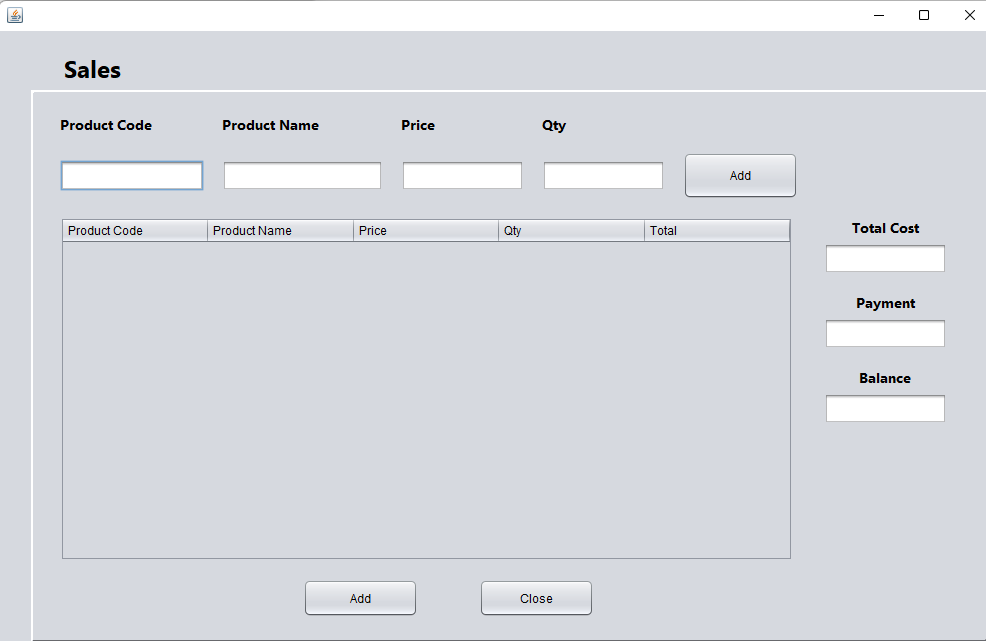 Sales
Product Code Product Name Price Qty
Add
Product Code Product Name Price Qty Total
Total Cost
Payment
Balance
Add Close